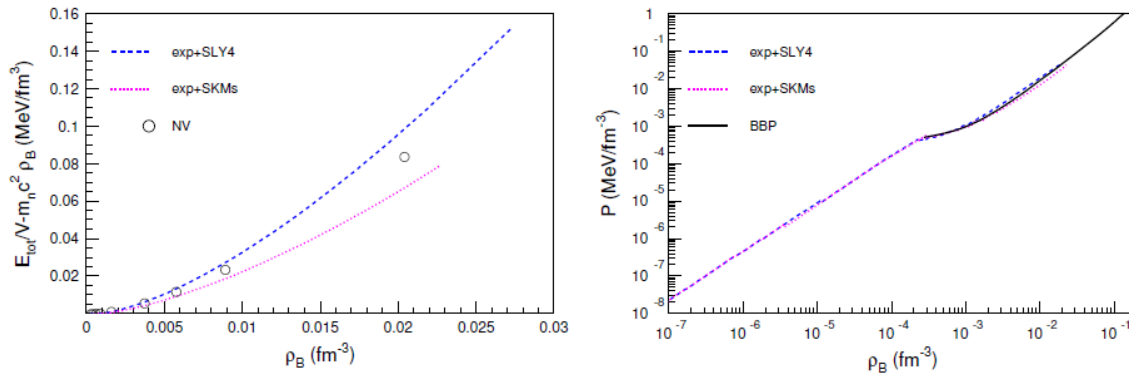 E_tot/V-m_n c² ρ_B (MeV/fm³)
0.16
0.14
0.12
0.1
0.08
0.06
0.04
0.02
exp+SLY4
exp+SKMs
NV
0 0.005 0.01 0.015 0.02 0.025 0.03
ρ_B (fm⁻³)
P (MeV/fm⁻³)
1
10⁻¹
10⁻²
10⁻³
10⁻⁴
10⁻⁵
10⁻⁶
10⁻⁷
10⁻⁸
exp+SLY4
exp+SKMs
BBP
10⁻⁷ 10⁻⁶ 10⁻⁵ 10⁻⁴ 10⁻³ 10⁻² 10⁻¹
ρ_B (fm⁻³)